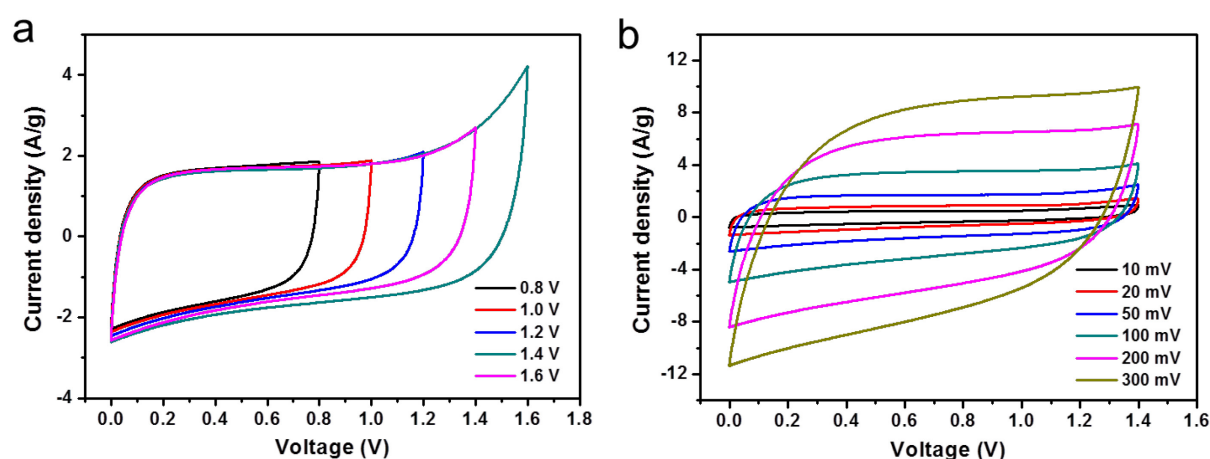 a
Current density (A/g)
4
2
0
-2
-4
0.0 0.2 0.4 0.6 0.8 1.0 1.2 1.4 1.6 1.8
Voltage (V)
0.8 V
1.0 V
1.2 V
1.4 V
1.6 V
b
Current density (A/g)
12
8
4
0
-4
-8
-12
0.0 0.2 0.4 0.6 0.8 1.0 1.2 1.4 1.6
Voltage (V)
10 mV
20 mV
50 mV
100 mV
200 mV
300 mV